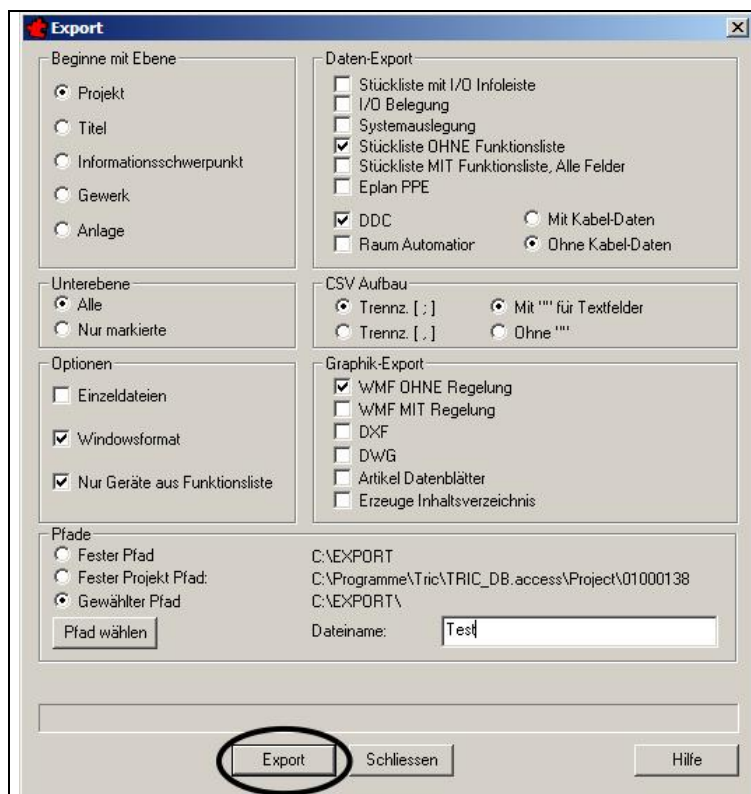 Export
Beginne mit Ebene
Projekt
Titel
Informationsschwerpunkt
Gewerk
Anlage
Daten-Export
Stückliste mit I/O Infoleiste
I/O Belegung
Systemauslegung
Stückliste OHNE Funktionsliste
Stückliste MIT Funktionsliste, Alle Felder
Eplan PPE
DDC
Mit Kabel-Daten
Raum Automatior
Ohne Kabel-Daten
Unterebene
Alle
Nur markierte
CSV Aufbau
Trennz. [ ; ]
Mit "" für Textfelder
Trennz. [ , ]
Ohne ""
Optionen
Einzeldateien
Windowsformat
Nur Geräte aus Funktionsliste
Graphik-Export
WMF OHNE Regelung
WMF MIT Regelung
DXF
DWG
Artikel Datenblätter
Erzeuge Inhaltsverzeichnis
Pfade
Fester Pfad C:\EXPORT
Fester Projekt Pfad: C:\Programme\Tric\TRIC_DB.access\Project\01000138
Gewählter Pfad C:\EXPORT\
Pfad wählen Dateiname: Test
Export Schliessen Hilfe